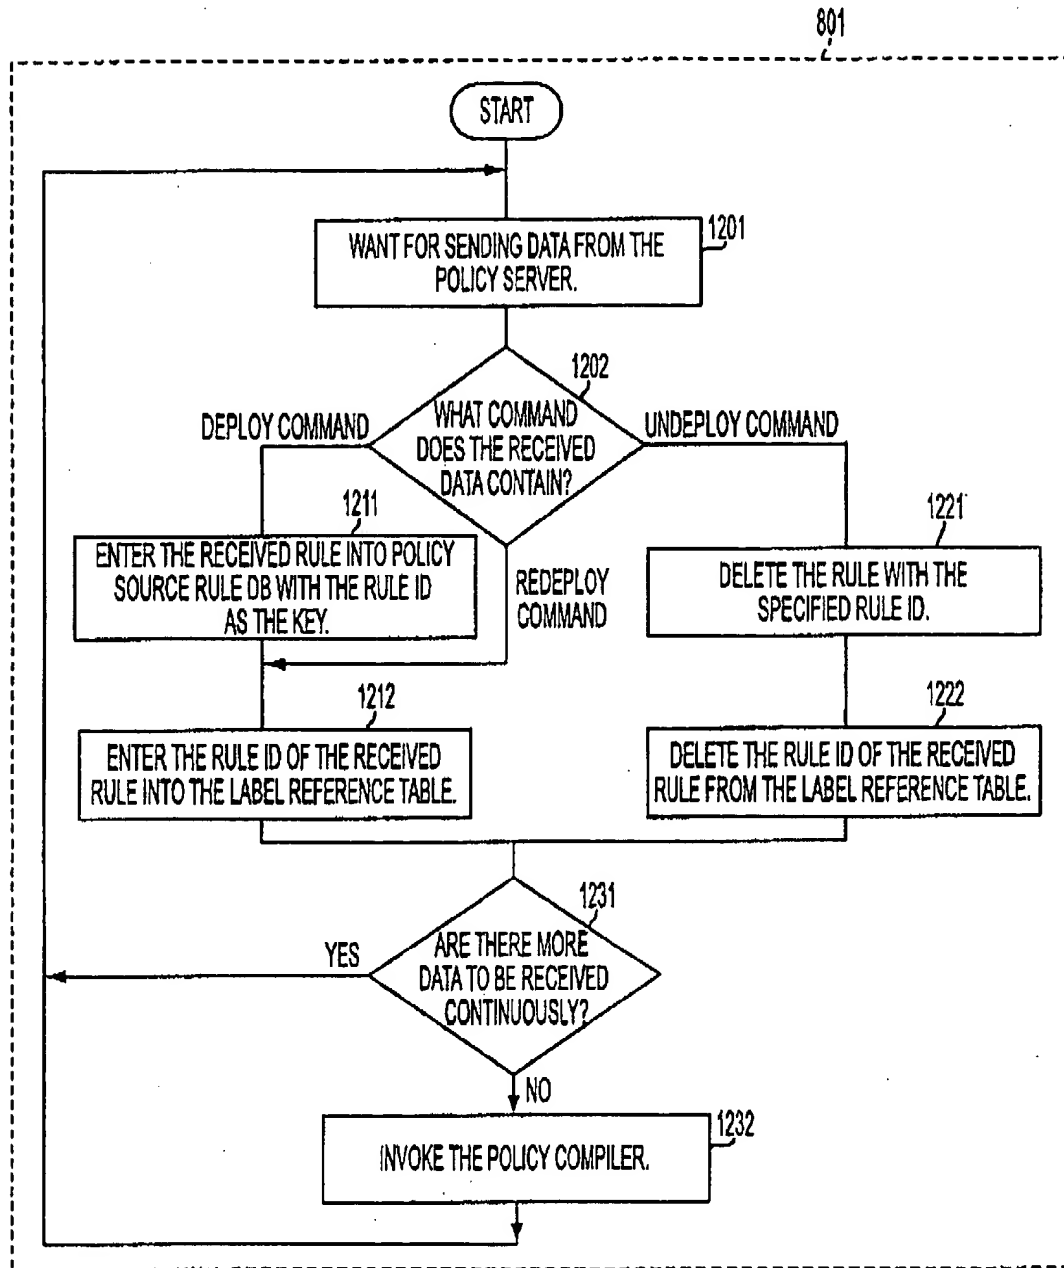 801
START
1201
WANT FOR SENDING DATA FROM THE
POLICY SERVER.
1202
DEPLOY COMMAND
WHAT COMMAND
DOES THE RECEIVED
DATA CONTAIN?
UNDEPLOY COMMAND
1211
ENTER THE RECEIVED RULE INTO POLICY
SOURCE RULE DB WITH THE RULE ID
AS THE KEY.
REDEPLOY
COMMAND
1221
DELETE THE RULE WITH THE
SPECIFIED RULE ID.
1212
ENTER THE RULE ID OF THE RECEIVED
RULE INTO THE LABEL REFERENCE TABLE.
1222
DELETE THE RULE ID OF THE RECEIVED
RULE FROM THE LABEL REFERENCE TABLE.
1231
YES
ARE THERE MORE
DATA TO BE RECEIVED
CONTINUOUSLY?
NO
1232
INVOKE THE POLICY COMPILER.